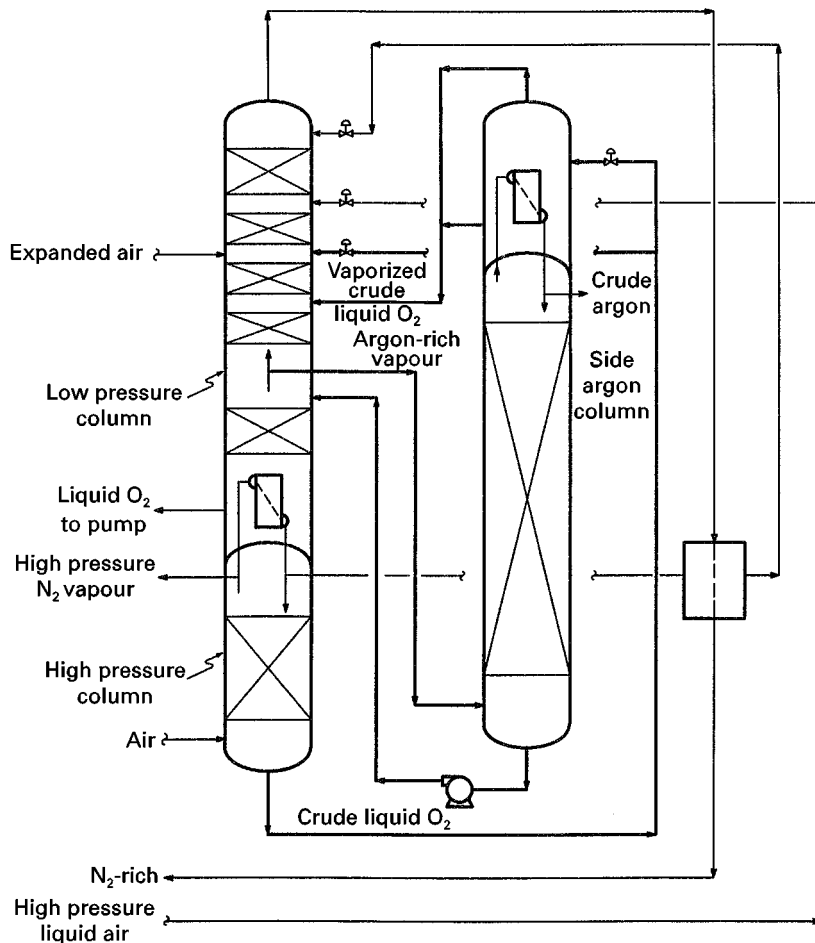 Expanded air
Vaporized
crude
liquid O₂
Argon-rich
vapour
Crude
argon
Side
argon
column
Low pressure
column
Liquid O₂
to pump
High pressure
N₂ vapour
High pressure
column
Air
Crude liquid O₂
N₂-rich
High pressure
liquid air